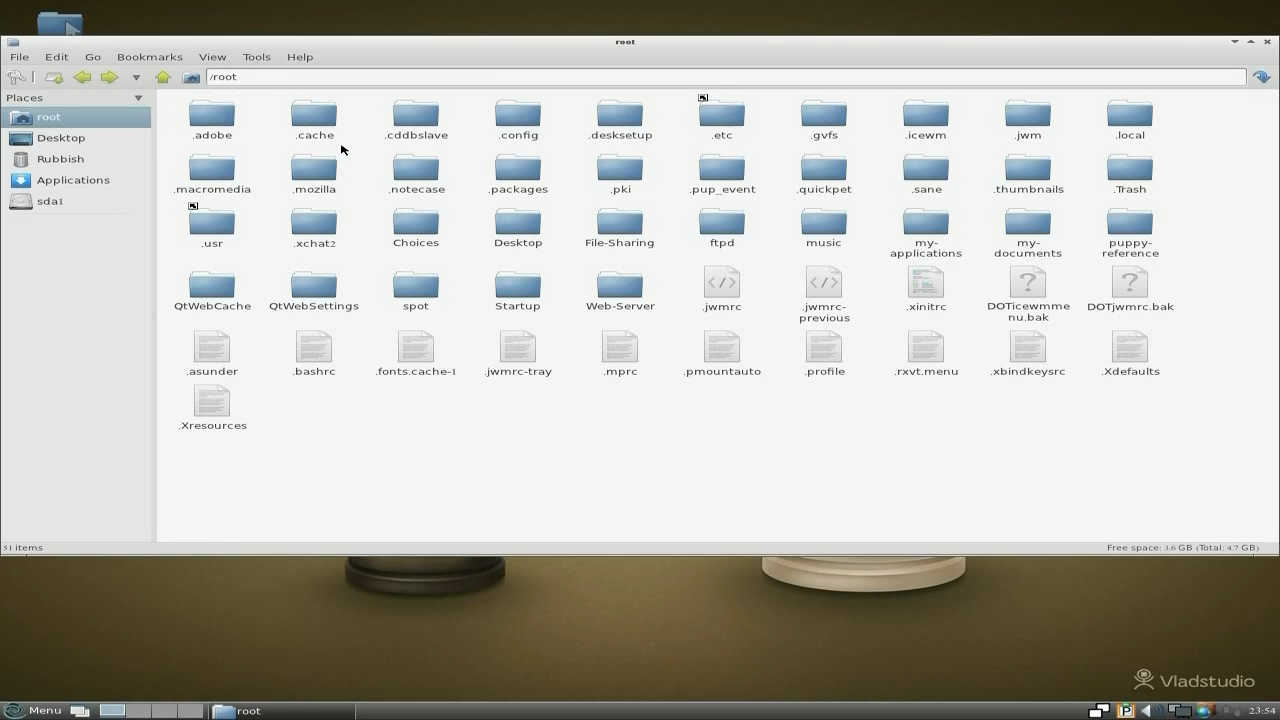 root
File Edit Go Bookmarks View Tools Help
/root
Places
root
Desktop
Rubbish
Applications
sda1
.adobe .cache .cddbslave .config .desksetup .etc .gvfs .icewm .jwm .local
.macromedia .mozilla .notecase .packages .pki .pup_event .quickpet .sane .thumbnails .Trash
.usr .xchat2 Choices Desktop File-Sharing ftpd music my- my- puppy-
applications documents reference
QtWebCache QtWebSettings spot Startup Web-Server .jwmrc .jwmrc- .xinitrc DOTicewmme DOTjwmrc.bak
previous nu.bak
.asunder .bashrc .fonts.cache-1 .jwmrc-tray .mprc .pmountauto .profile .rxvt.menu .xbindkeysrc .Xdefaults
.Xresources
51 items Free space: 3.6 GB (Total: 4.7 GB)
Vladstudio
Menu root P 23:54